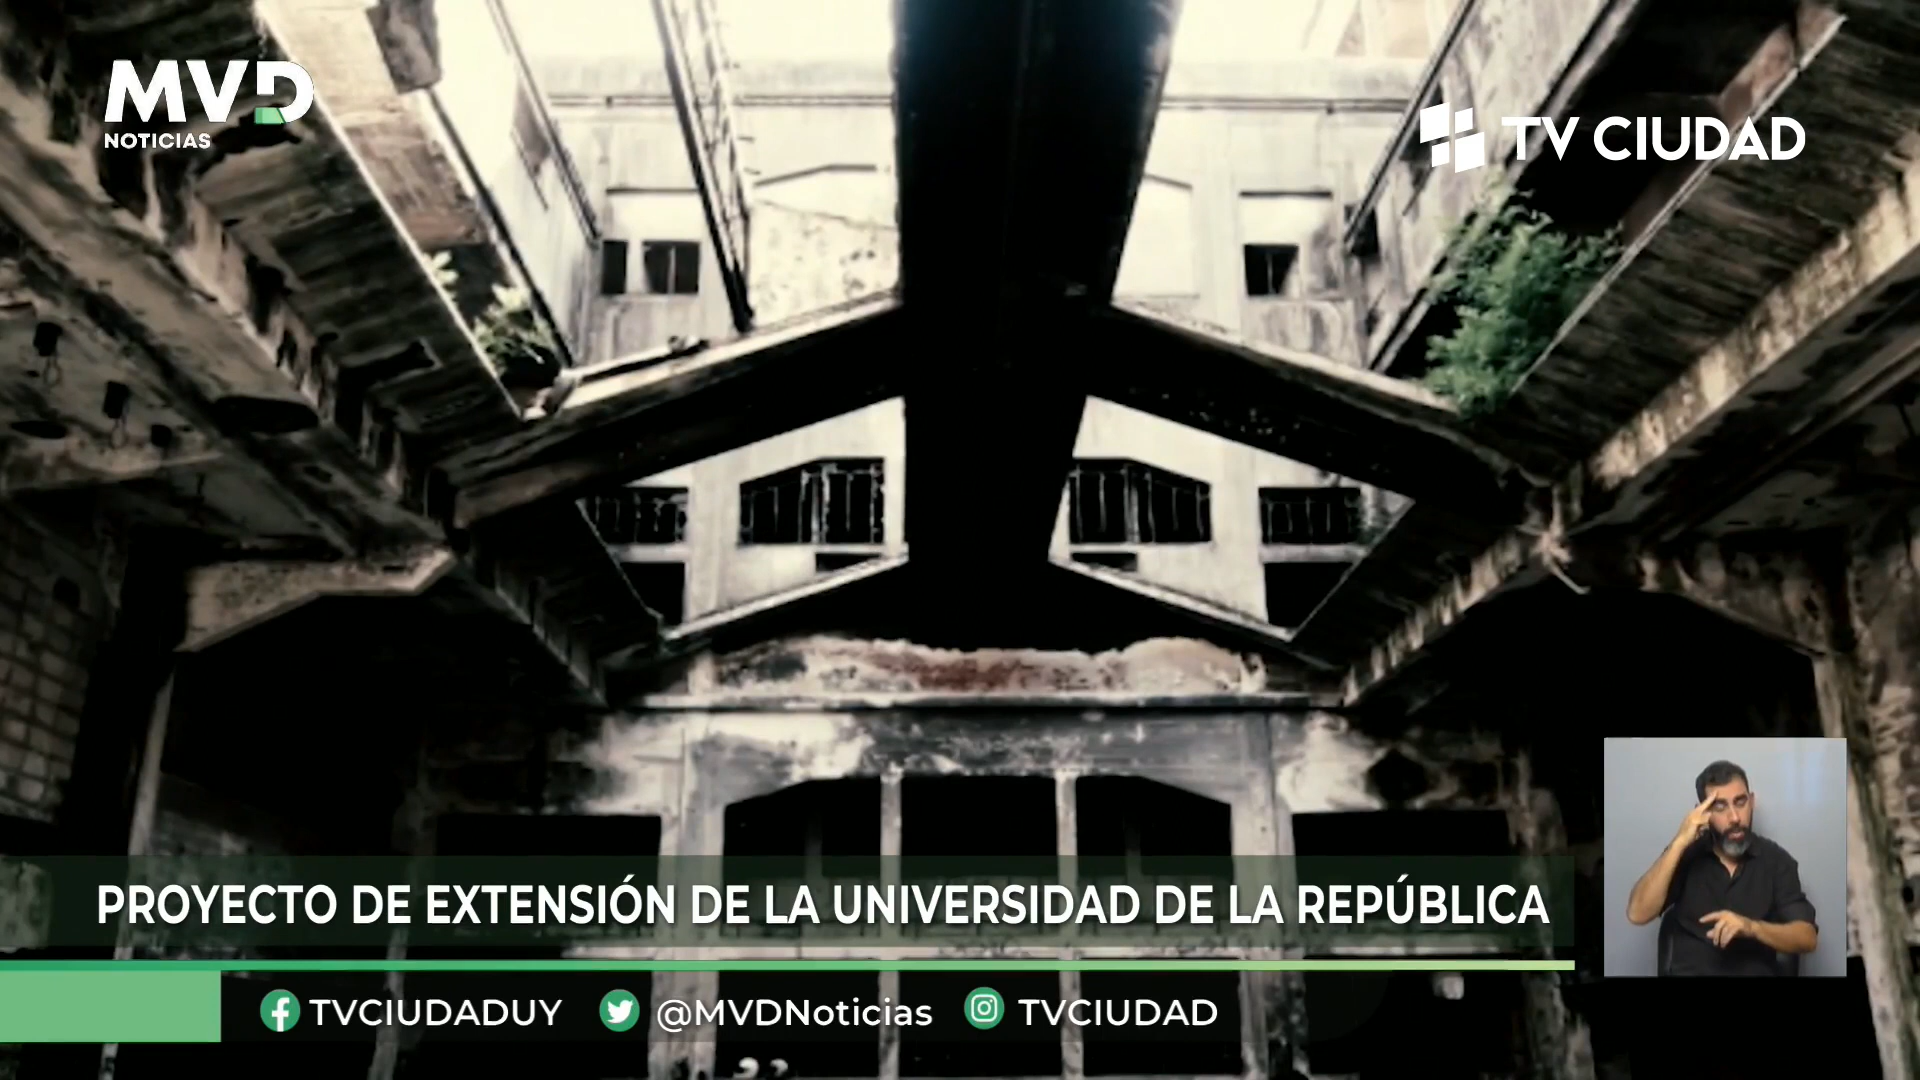 MVD
NOTICIAS
TV CIUDAD
PROYECTO DE EXTENSIÓN DE LA UNIVERSIDAD DE LA REPÚBLICA
TVCIUDADUY @MVDNoticias TVCIUDAD